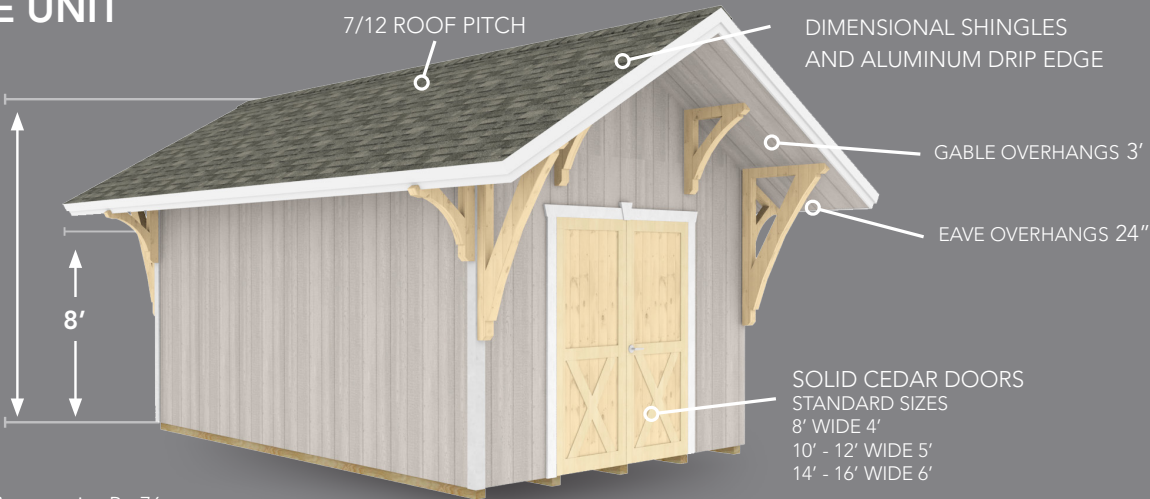 E UNIT
7/12 ROOF PITCH
DIMENSIONAL SHINGLES
AND ALUMINUM DRIP EDGE
GABLE OVERHANGS 3'
EAVE OVERHANGS 24”
8'
SOLID CEDAR DOORS
STANDARD SIZES
8' WIDE 4'
10' - 12' WIDE 5'
14' - 16' WIDE 6'